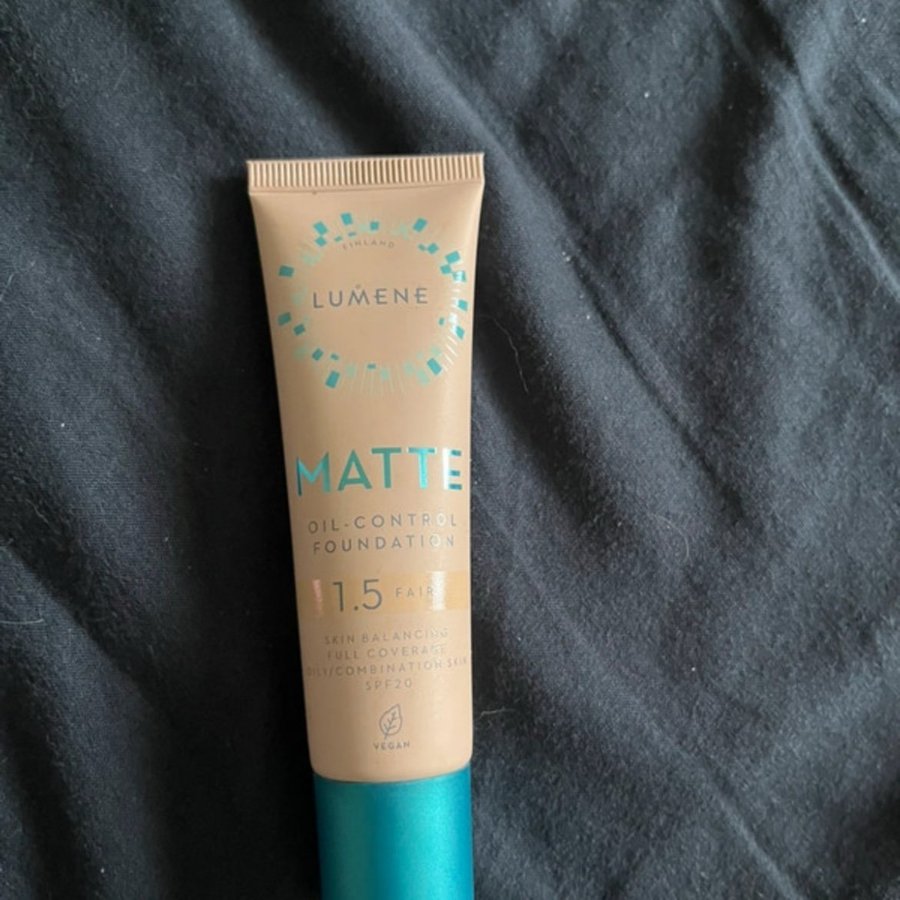 FINLAND
LUMENE
MATTE
OIL-CONTROL
FOUNDATION
1.5 FAIR
SKIN BALANCING
FULL COVERAGE
OILY/COMBINATION SKIN
SPF20
VEGAN